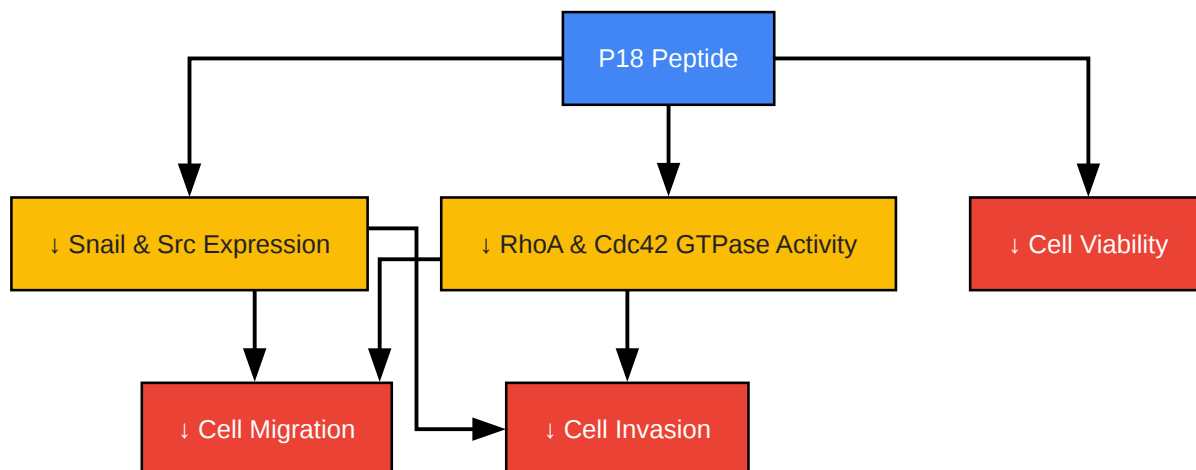 P18 Peptide
↓ Snail & Src Expression
↓ RhoA & Cdc42 GTPase Activity
↓ Cell Viability
↓ Cell Migration
↓ Cell Invasion